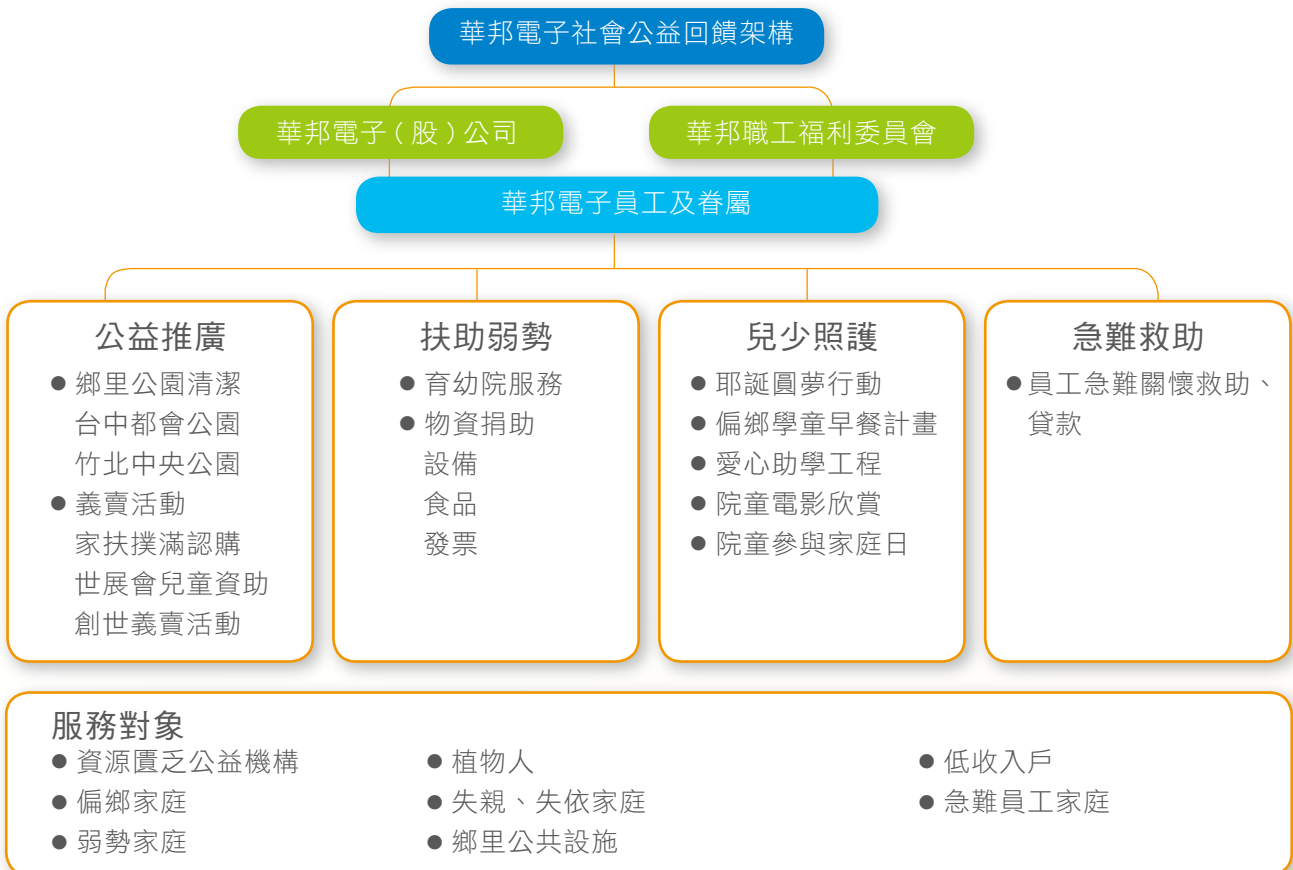 華邦電子社會公益回饋架構
華邦電子(股)公司
華邦職工福利委員會
華邦電子員工及眷屬
公益推廣
● 鄉里公園清潔
台中都會公園
竹北中央公園
● 義賣活動
家扶撲滿認購
世展會兒童資助
創世義賣活動
扶助弱勢
● 育幼院服務
● 物資捐助
設備
食品
發票
兒少照護
● 耶誕圓夢行動
● 偏鄉學童早餐計畫
● 愛心助學工程
● 院童電影欣賞
● 院童參與家庭日
急難救助
● 員工急難關懷救助、
貸款
服務對象
● 資源匱乏公益機構
● 偏鄉家庭
● 弱勢家庭
● 植物人
● 失親、失依家庭
● 鄉里公共設施
● 低收入戶
● 急難員工家庭